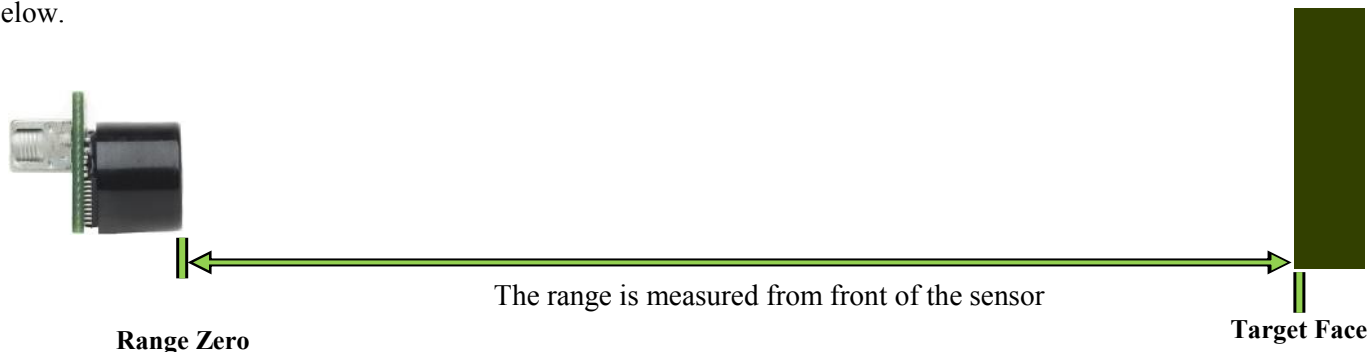 elow.
The range is measured from front of the sensor
Target Face
Range Zero